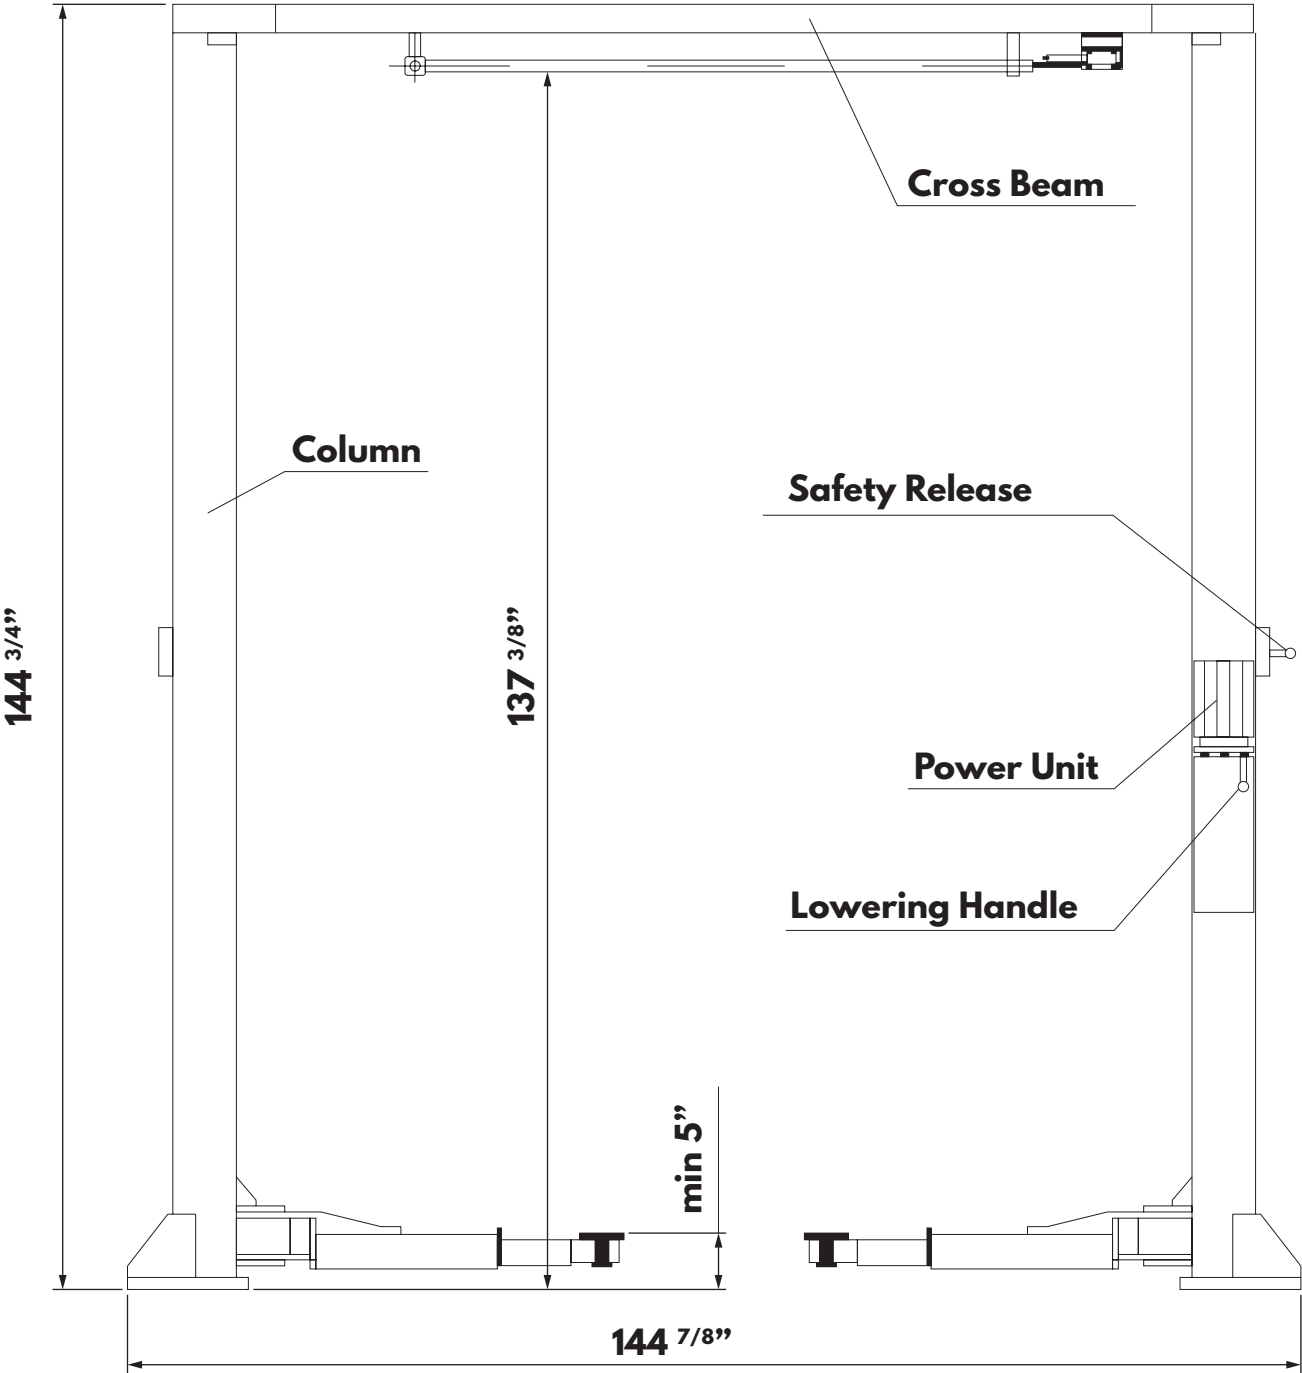 Cross Beam
Column
Safety Release
144 3/4”
137 3/8”
Power Unit
Lowering Handle
min 5”
144 7/8”